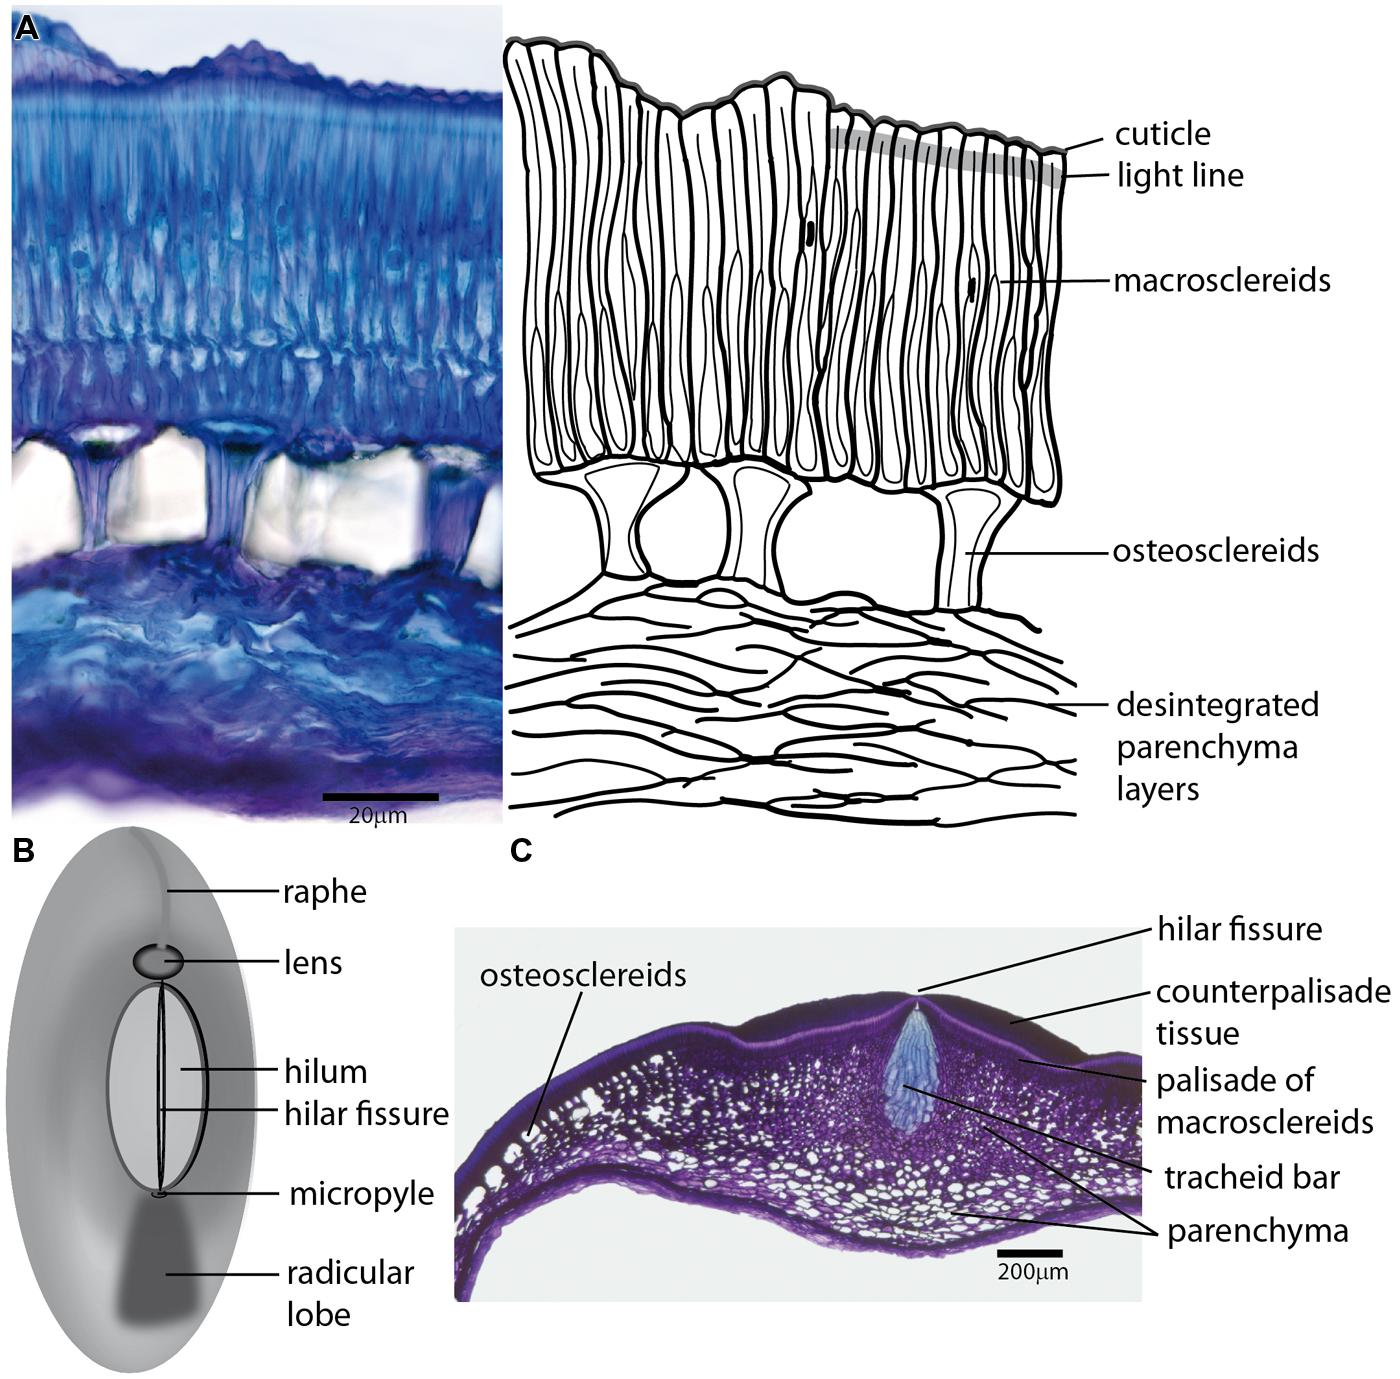 A
cuticle
light line
macrosclereids
osteosclereids
desintegrated
parenchyma
layers
20μm
B
raphe
lens
hilum
hilar fissure
micropyle
radicular
lobe
C
osteosclereids
hilar fissure
counterpalisade
tissue
palisade of
macrosclereids
tracheid bar
parenchyma
200μm